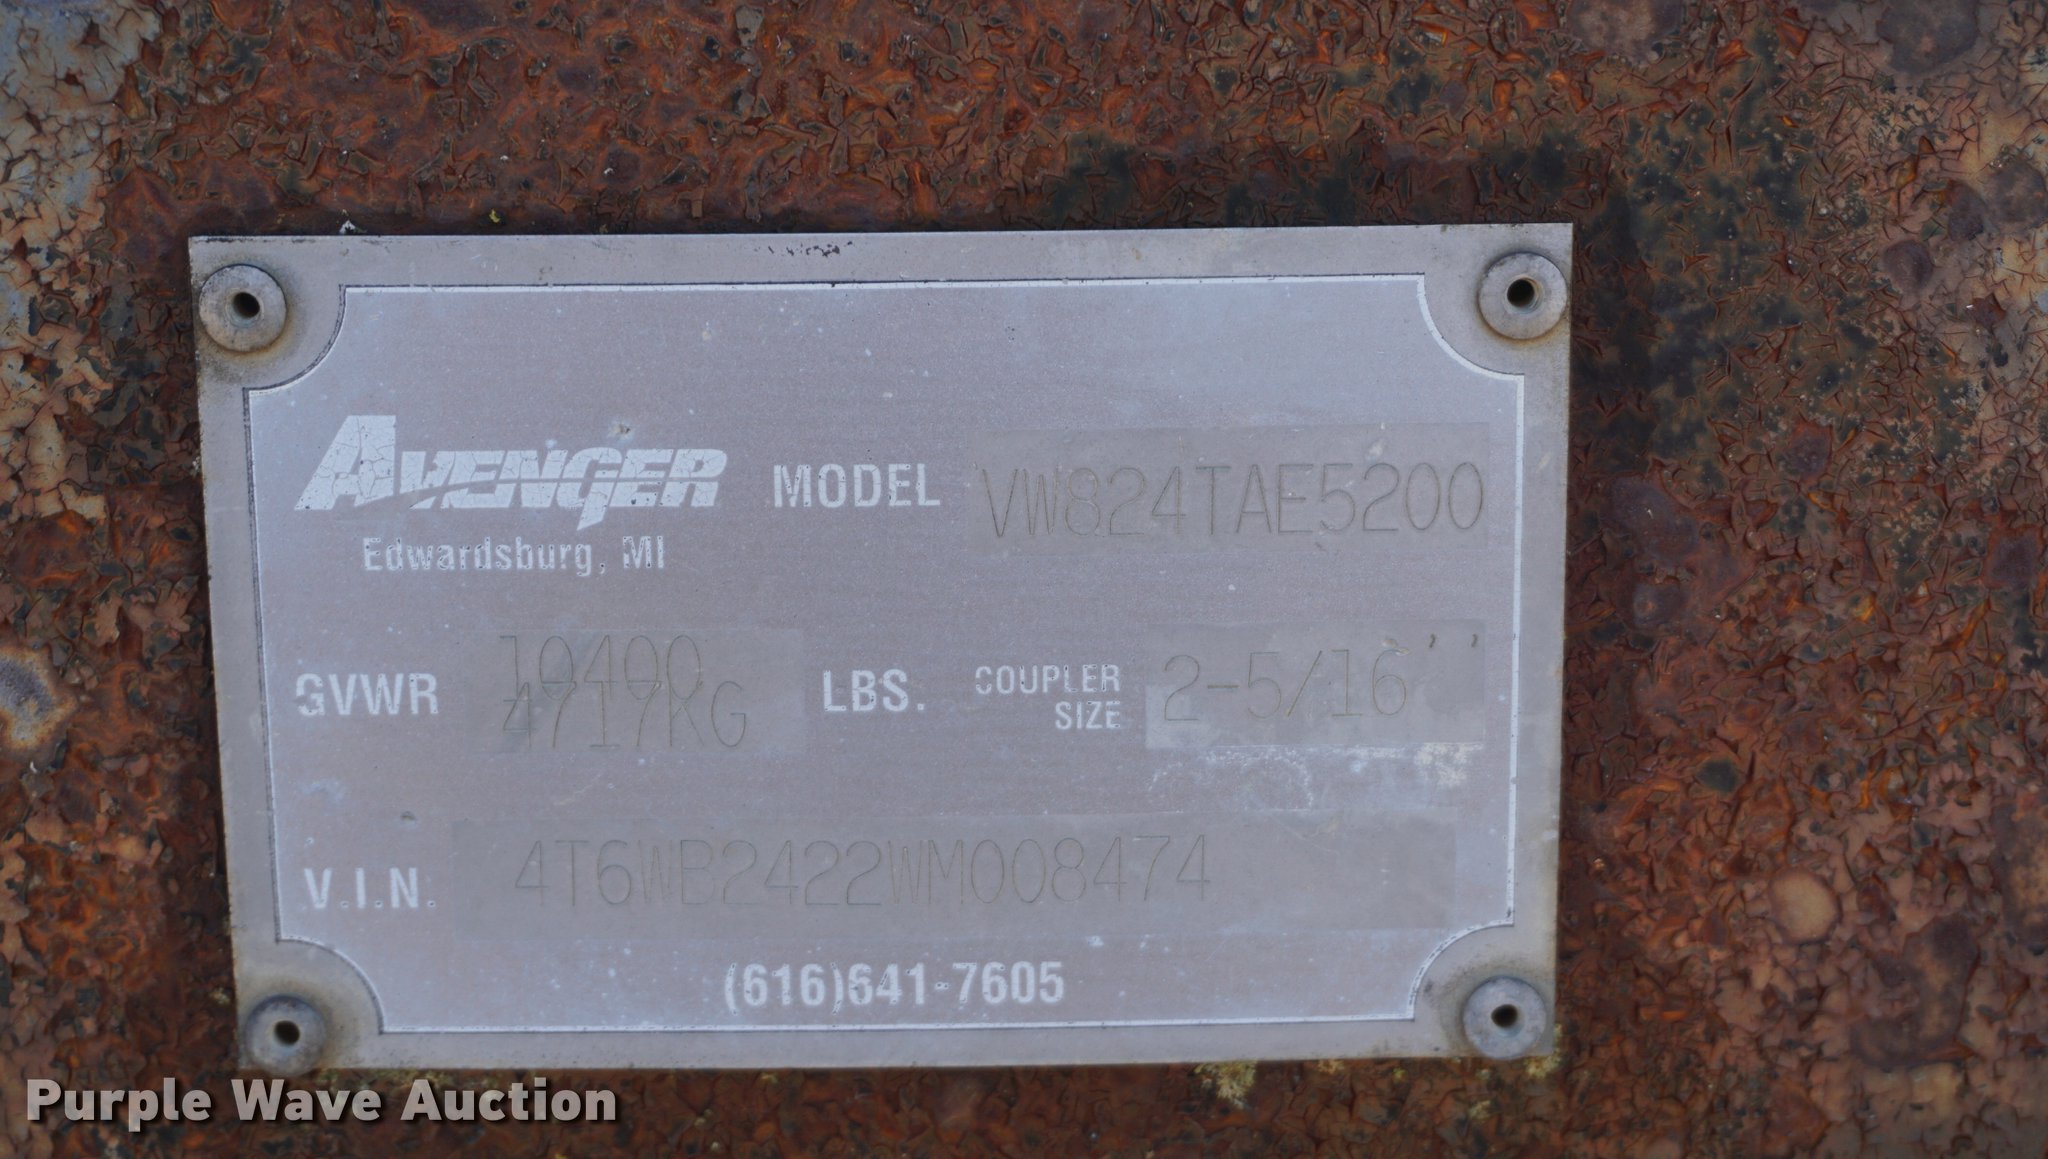 AVENGER
Edwardsburg, MI
MODEL VW824TAE5200
GVWR 10400 LBS.
4717KG
COUPLER SIZE 2-5/16''
V.I.N. 4T6WB2422WM008474
(616)641-7605
Purple Wave Auction